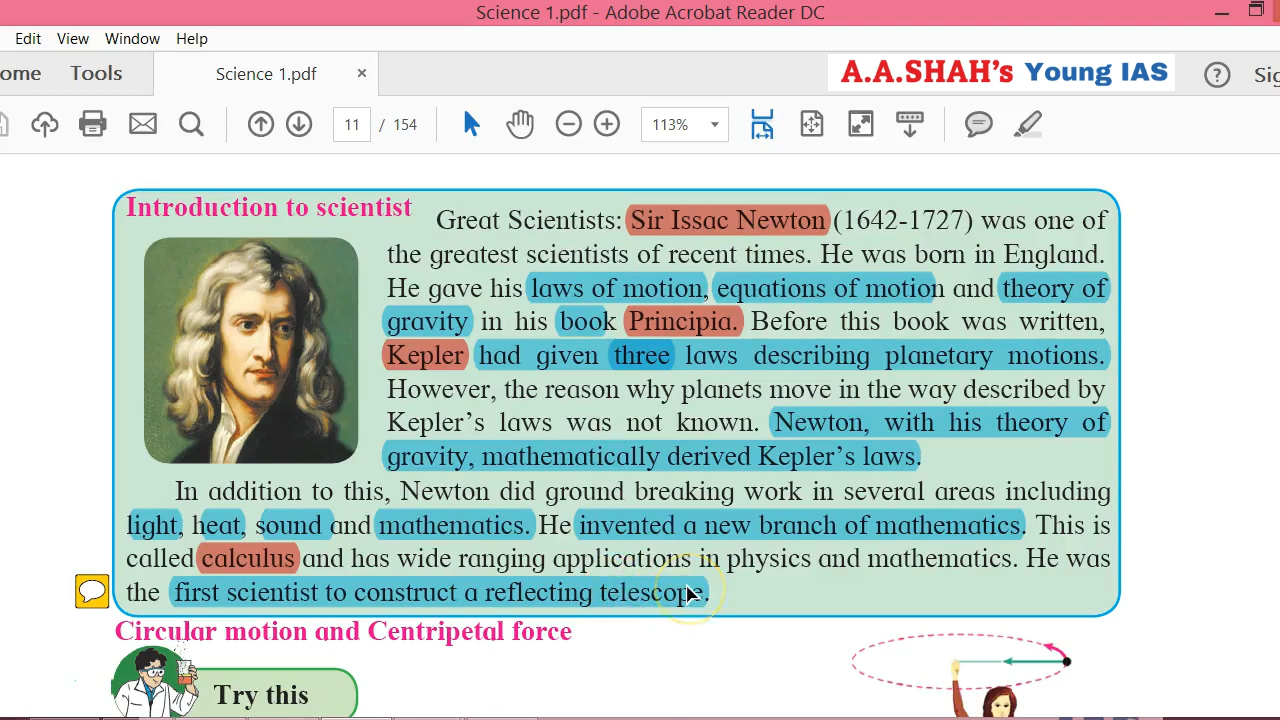 Science 1.pdf - Adobe Acrobat Reader DC
Edit View Window Help
ome Tools Science 1.pdf × A.A.SHAH's Young IAS ? Sig
11 / 154 113%
Introduction to scientist
Great Scientists: Sir Issac Newton (1642-1727) was one of
the greatest scientists of recent times. He was born in England.
He gave his laws of motion, equations of motion and theory of
gravity in his book Principia. Before this book was written,
Kepler had given three laws describing planetary motions.
However, the reason why planets move in the way described by
Kepler's laws was not known. Newton, with his theory of
gravity, mathematically derived Kepler's laws.
In addition to this, Newton did ground breaking work in several areas including
light, heat, sound and mathematics. He invented a new branch of mathematics. This is
called calculus and has wide ranging applications in physics and mathematics. He was
the first scientist to construct a reflecting telescope.
Circular motion and Centripetal force
Try this